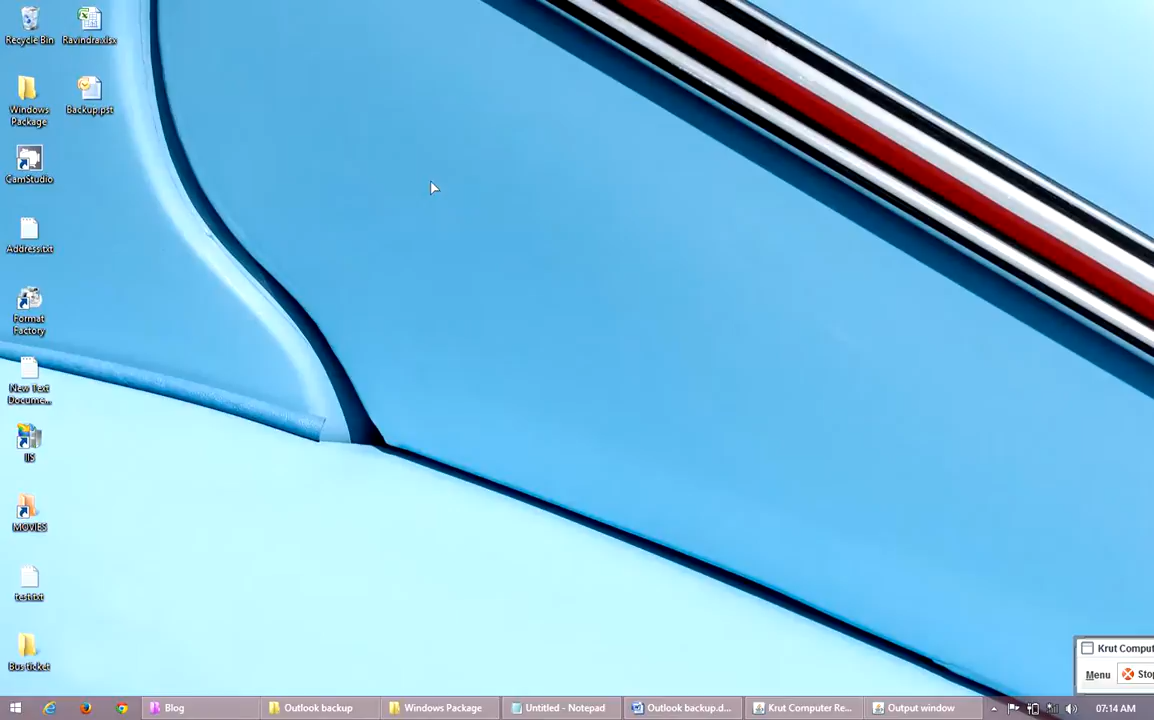 Recycle Bin
Ravindra.xlsx
Windows
Package
Backup.pst
CamStudio
Address.txt
Format
Factory
New Text
Docume...
IIS
MOVIES
test.txt
Bus ticket
Krut Comput
Menu
Stop
Blog
Outlook backup
Windows Package
Untitled - Notepad
Outlook backup.d...
Krut Computer Re...
Output window
07:14 AM